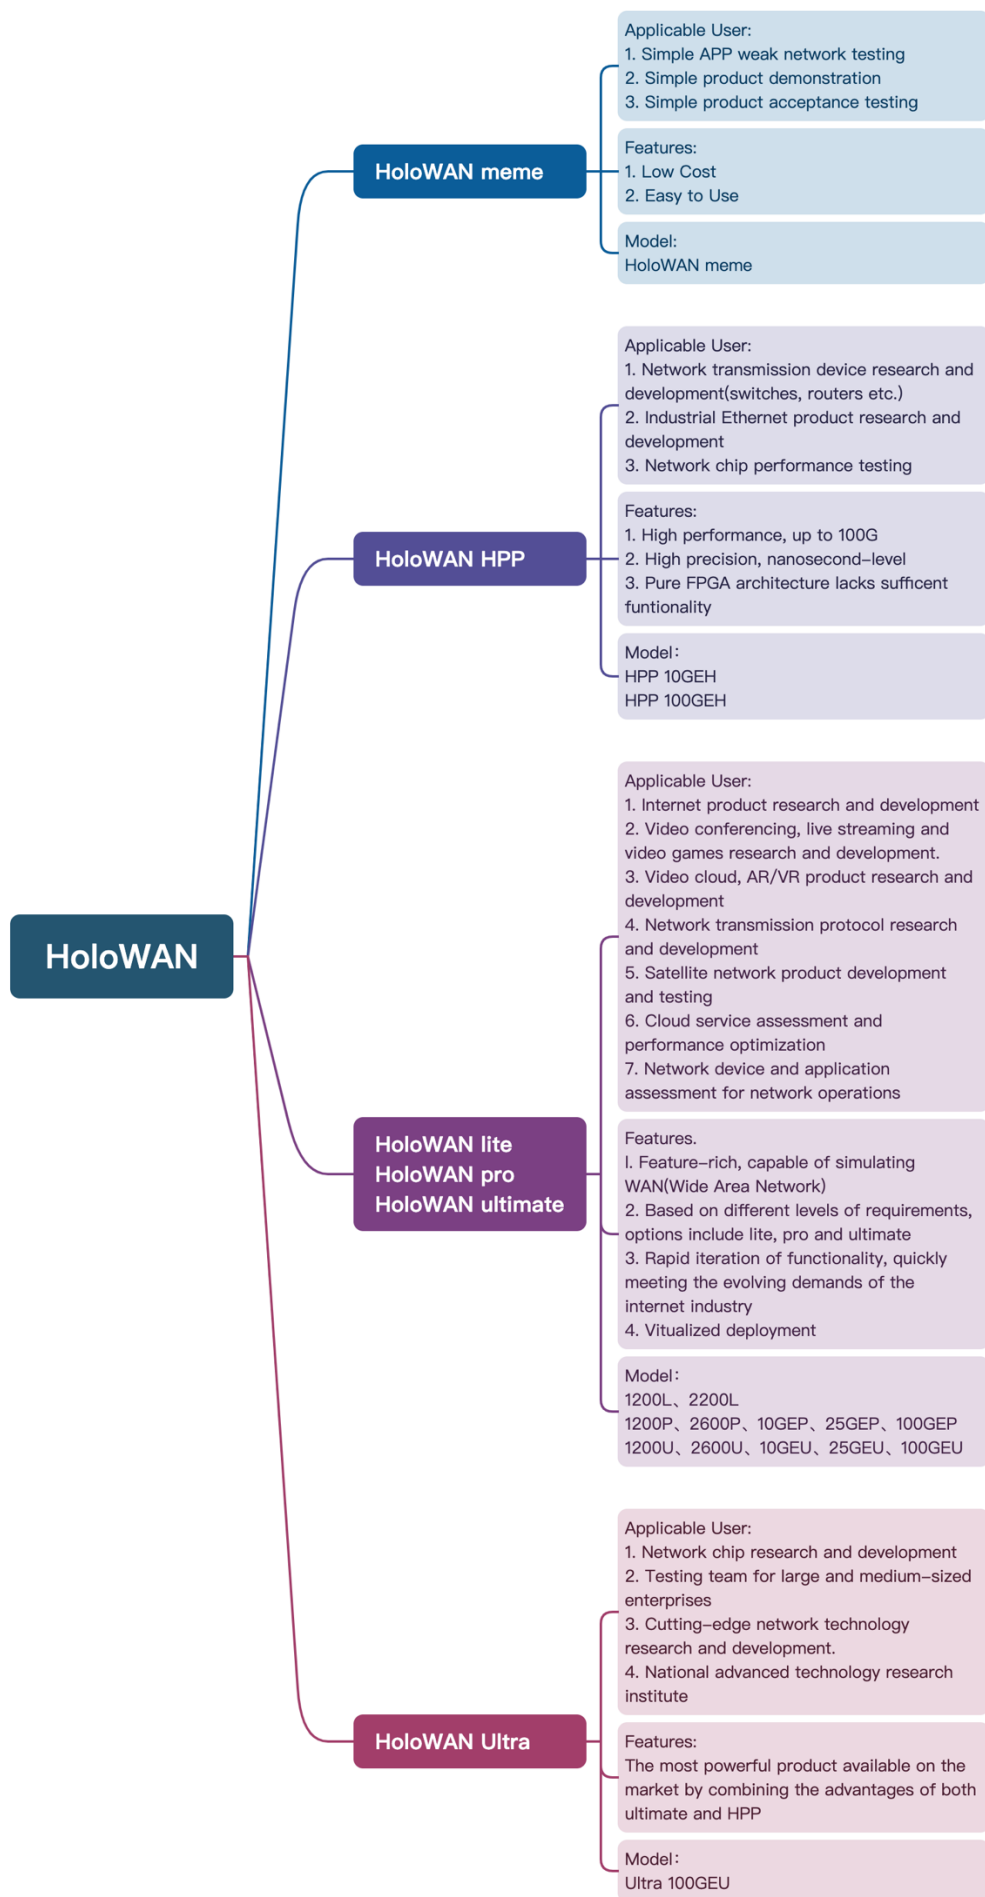 HoloWAN
HoloWAN meme
Applicable User:
1. Simple APP weak network testing
2. Simple product demonstration
3. Simple product acceptance testing
Features:
1. Low Cost
2. Easy to Use
Model:
HoloWAN meme
HoloWAN HPP
Applicable User:
1. Network transmission device research and
development(switches, routers etc.)
2. Industrial Ethernet product research and
development
3. Network chip performance testing
Features:
1. High performance, up to 100G
2. High precision, nanosecond-level
3. Pure FPGA architecture lacks sufficent
funtionality
Model:
HPP 10GEH
HPP 100GEH
HoloWAN lite
HoloWAN pro
HoloWAN ultimate
Applicable User:
1. Internet product research and development
2. Video conferencing, live streaming and
video games research and development.
3. Video cloud, AR/VR product research and
development
4. Network transmission protocol research
and development
5. Satellite network product development
and testing
6. Cloud service assessment and
performance optimization
7. Network device and application
assessment for network operations
Features.
l. Feature-rich, capable of simulating
WAN(Wide Area Network)
2. Based on different levels of requirements,
options include lite, pro and ultimate
3. Rapid iteration of functionality, quickly
meeting the evolving demands of the
internet industry
4. Vitualized deployment
Model:
1200L、2200L
1200P、2600P、10GEP、25GEP、100GEP
1200U、2600U、10GEU、25GEU、100GEU
HoloWAN Ultra
Applicable User:
1. Network chip research and development
2. Testing team for large and medium-sized
enterprises
3. Cutting-edge network technology
research and development.
4. National advanced technology research
institute
Features:
The most powerful product available on the
market by combining the advantages of both
ultimate and HPP
Model:
Ultra 100GEU